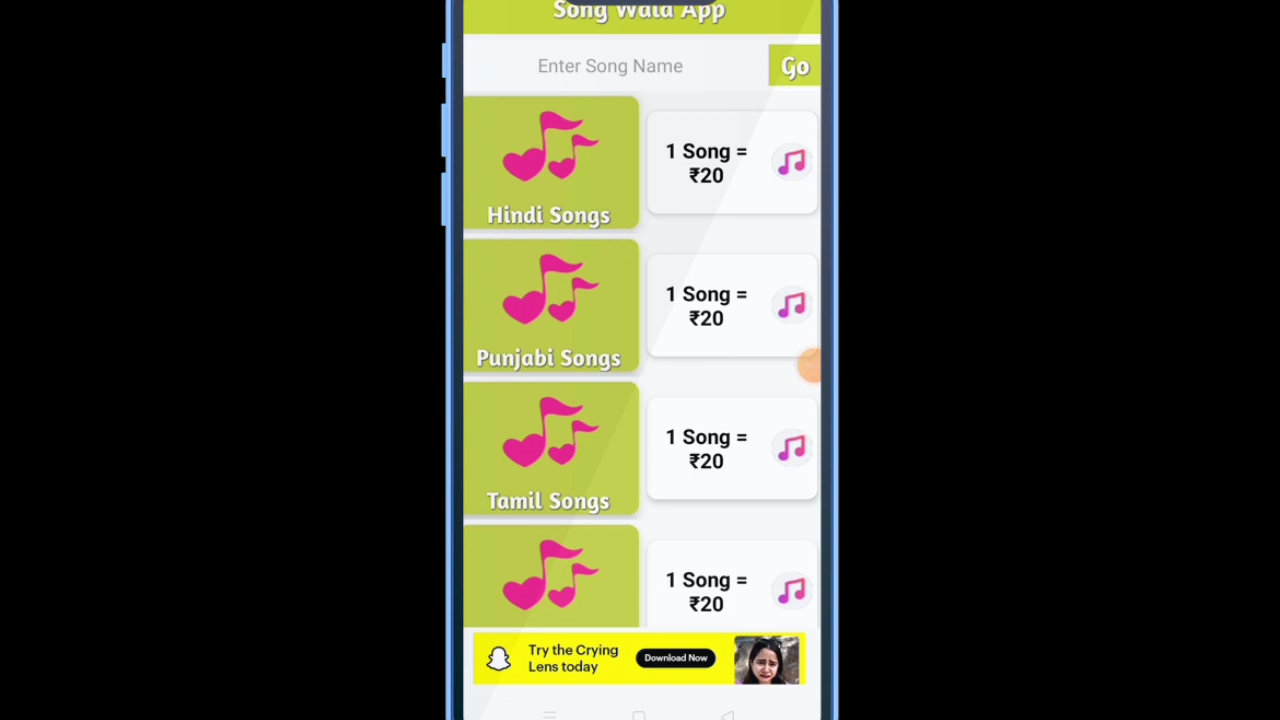 Song Wala App
Enter Song Name
Go
1 Song =
₹20
Hindi Songs
1 Song =
₹20
Punjabi Songs
1 Song =
₹20
Tamil Songs
1 Song =
₹20
Try the Crying
Lens today
Download Now